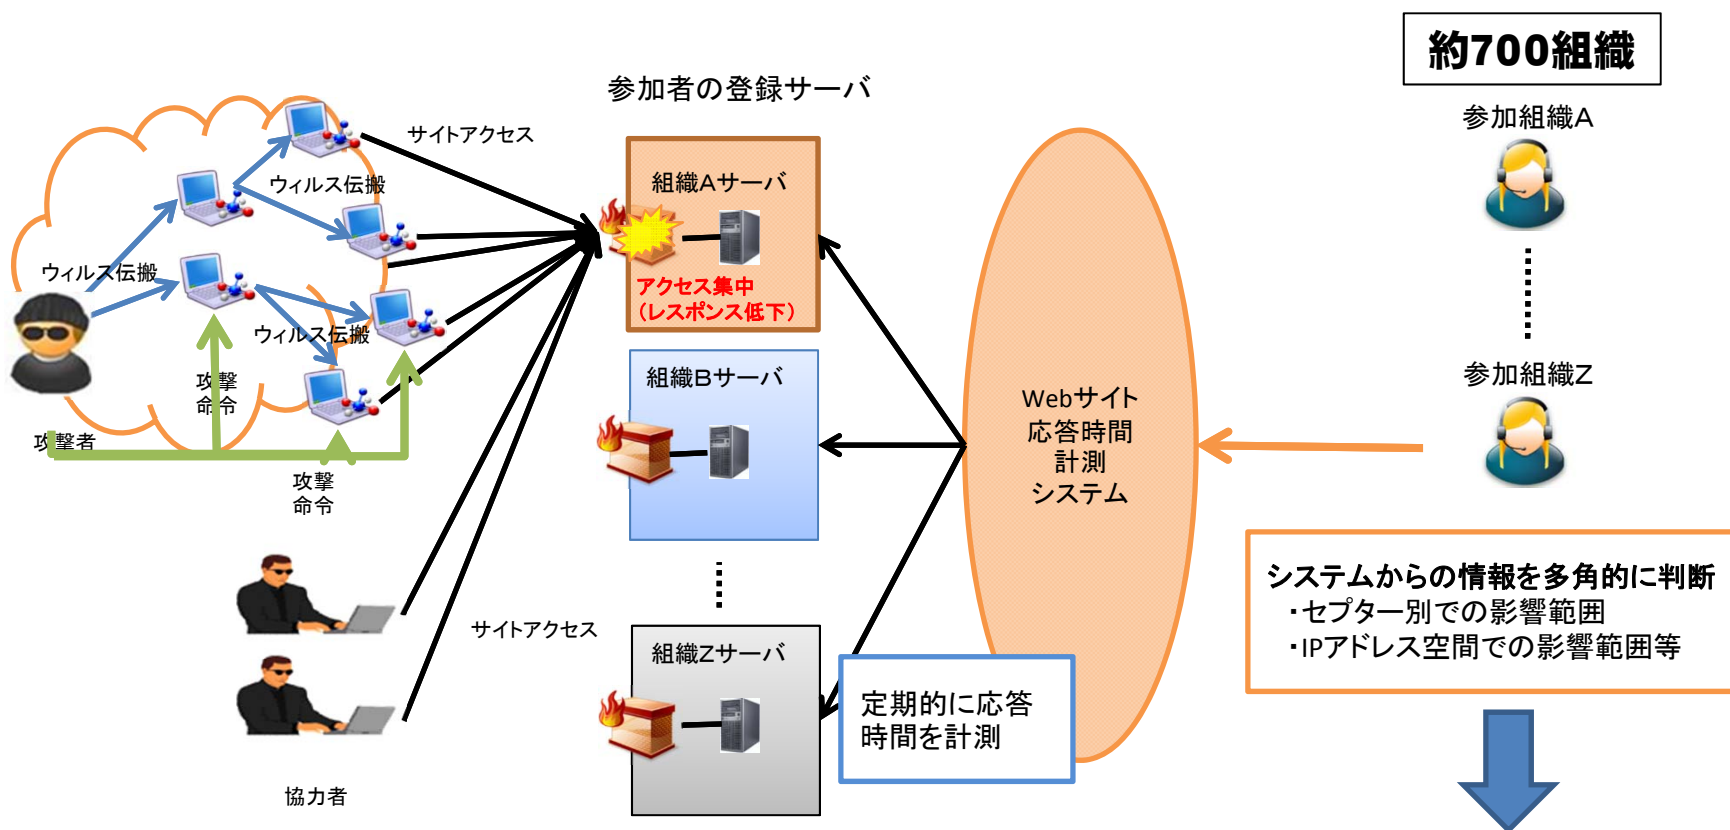 約700組織
参加者の登録サーバ
参加組織A
サイトアクセス
組織Aサーバ
ウィルス伝搬
ウィルス伝搬
アクセス集中
(レスポンス低下)
ウィルス伝搬
組織Bサーバ
参加組織Z
攻撃
命令
Webサイト
応答時間
計測
システム
攻撃者
攻撃
命令
システムからの情報を多角的に判断
・セプター別での影響範囲
・IPアドレス空間での影響範囲等
サイトアクセス
組織Zサーバ
定期的に応答
時間を計測
協力者